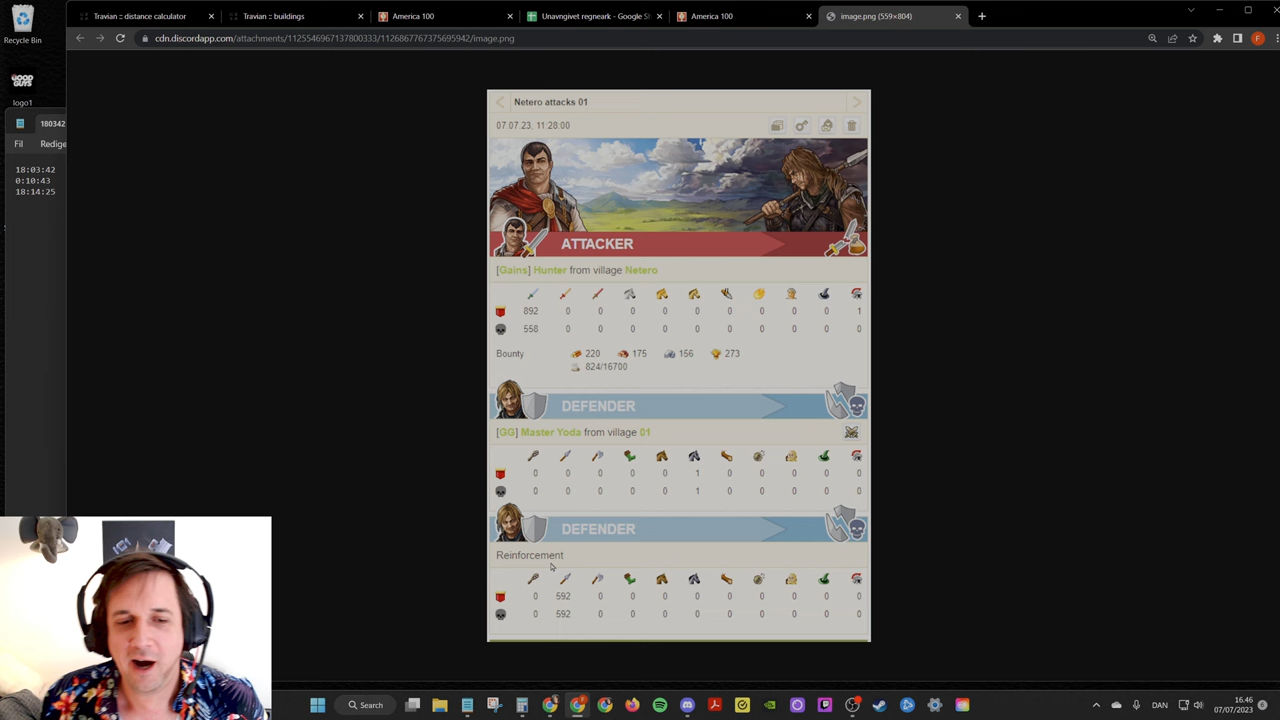 Travian :: distance calculator
Travian :: buildings
America 100
Unavngivet regneark - Google S
America 100
image.png (559×804)
cdn.discordapp.com/attachments/1125546967137800333/1126867767375695942/image.png
Recycle Bin
GOOD
GUYS
logo1
180342
Fil Redige
18:03:42
0:10:43
18:14:25
Netero attacks 01
07.07.23, 11:28:00
ATTACKER
[Gains] Hunter from village Netero
892 0 0 0 0 0 0 0 0 0 1
558 0 0 0 0 0 0 0 0 0 0
Bounty 220 175 156 273
824/16700
DEFENDER
[GG] Master Yoda from village 01
0 0 0 0 0 1 0 0 0 0 0
0 0 0 0 0 1 0 0 0 0 0
DEFENDER
Reinforcement
0 592 0 0 0 0 0 0 0 0 0
0 592 0 0 0 0 0 0 0 0 0
Search
DAN
16.46
07/07/2023